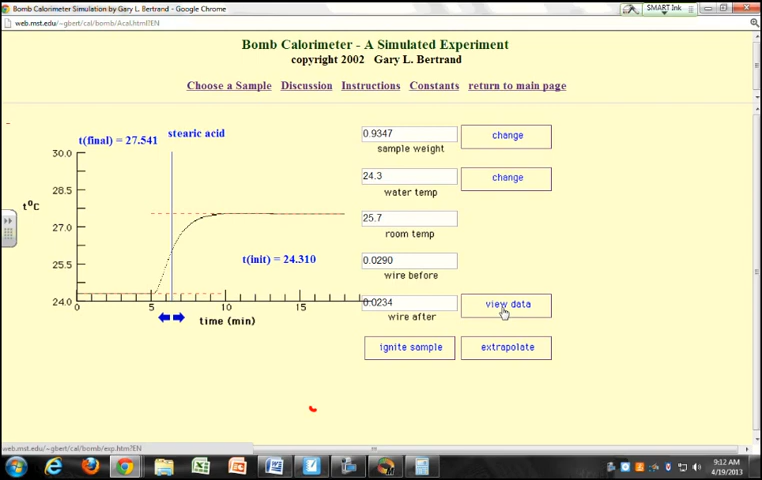 Bomb Calorimeter Simulation by Gary L. Bertrand - Google Chrome
SMART Ink
web.mst.edu/~gbert/cal/bomb/Acal.html?EN
Bomb Calorimeter - A Simulated Experiment
copyright 2002 Gary L. Bertrand
Choose a Sample Discussion Instructions Constants return to main page
t(final) = 27.541 stearic acid
0.9347 change
sample weight
24.3 change
water temp
25.7
room temp
0.0290
wire before
0.0234 view data
wire after
ignite sample extrapolate
30.0
28.5
t°C
27.0
25.5
24.0
t(init) = 24.310
0 5 10 15
time (min)
web.mst.edu/~gbert/cal/bomb/esp.htm?EN
9:12 AM
4/19/2013